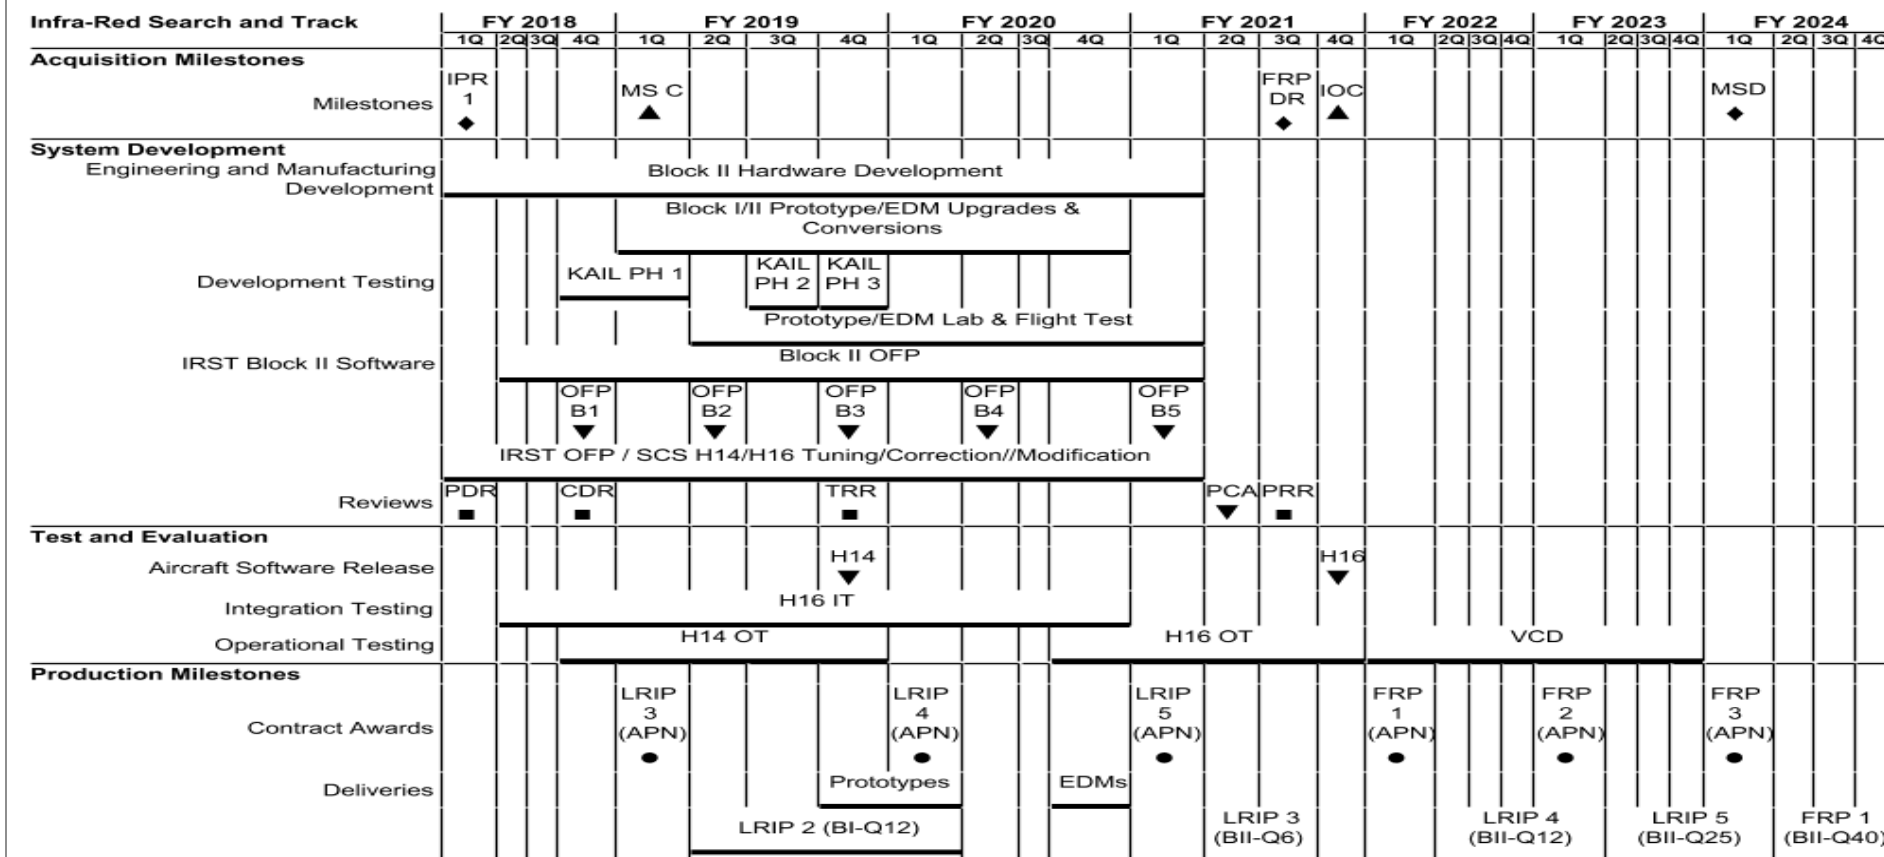 Infra-Red Search and Track FY 2018 FY 2019 FY 2020 FY 2021 FY 2022 FY 2023 FY 2024
1Q 2Q 3Q 4Q 1Q 2Q 3Q 4Q 1Q 2Q 3Q 4Q 1Q 2Q 3Q 4Q 1Q 2Q 3Q 4Q 1Q 2Q 3Q 4Q 1Q 2Q 3Q 4Q
Acquisition Milestones
Milestones
IPR
1
MS C
FRP
DR
IOC
MSD
System Development
Engineering and Manufacturing
Development
Block II Hardware Development
Block I/II Prototype/EDM Upgrades &
Conversions
Development Testing
KAIL PH 1
KAIL
PH 2
KAIL
PH 3
Prototype/EDM Lab & Flight Test
IRST Block II Software
Block II OFP
OFP
B1
OFP
B2
OFP
B3
OFP
B4
OFP
B5
IRST OFP / SCS H14/H16 Tuning/Correction//Modification
Reviews
PDR
CDR
TRR
PCA
PRR
Test and Evaluation
Aircraft Software Release
H14
H16
Integration Testing
H16 IT
Operational Testing
H14 OT
H16 OT
VCD
Production Milestones
Contract Awards
LRIP
3
(APN)
LRIP
4
(APN)
LRIP
5
(APN)
FRP
1
(APN)
FRP
2
(APN)
FRP
3
(APN)
Deliveries
Prototypes
EDMs
LRIP 2 (BI-Q12)
LRIP 3
(BII-Q6)
LRIP 4
(BII-Q12)
LRIP 5
(BII-Q25)
FRP 1
(BII-Q40)